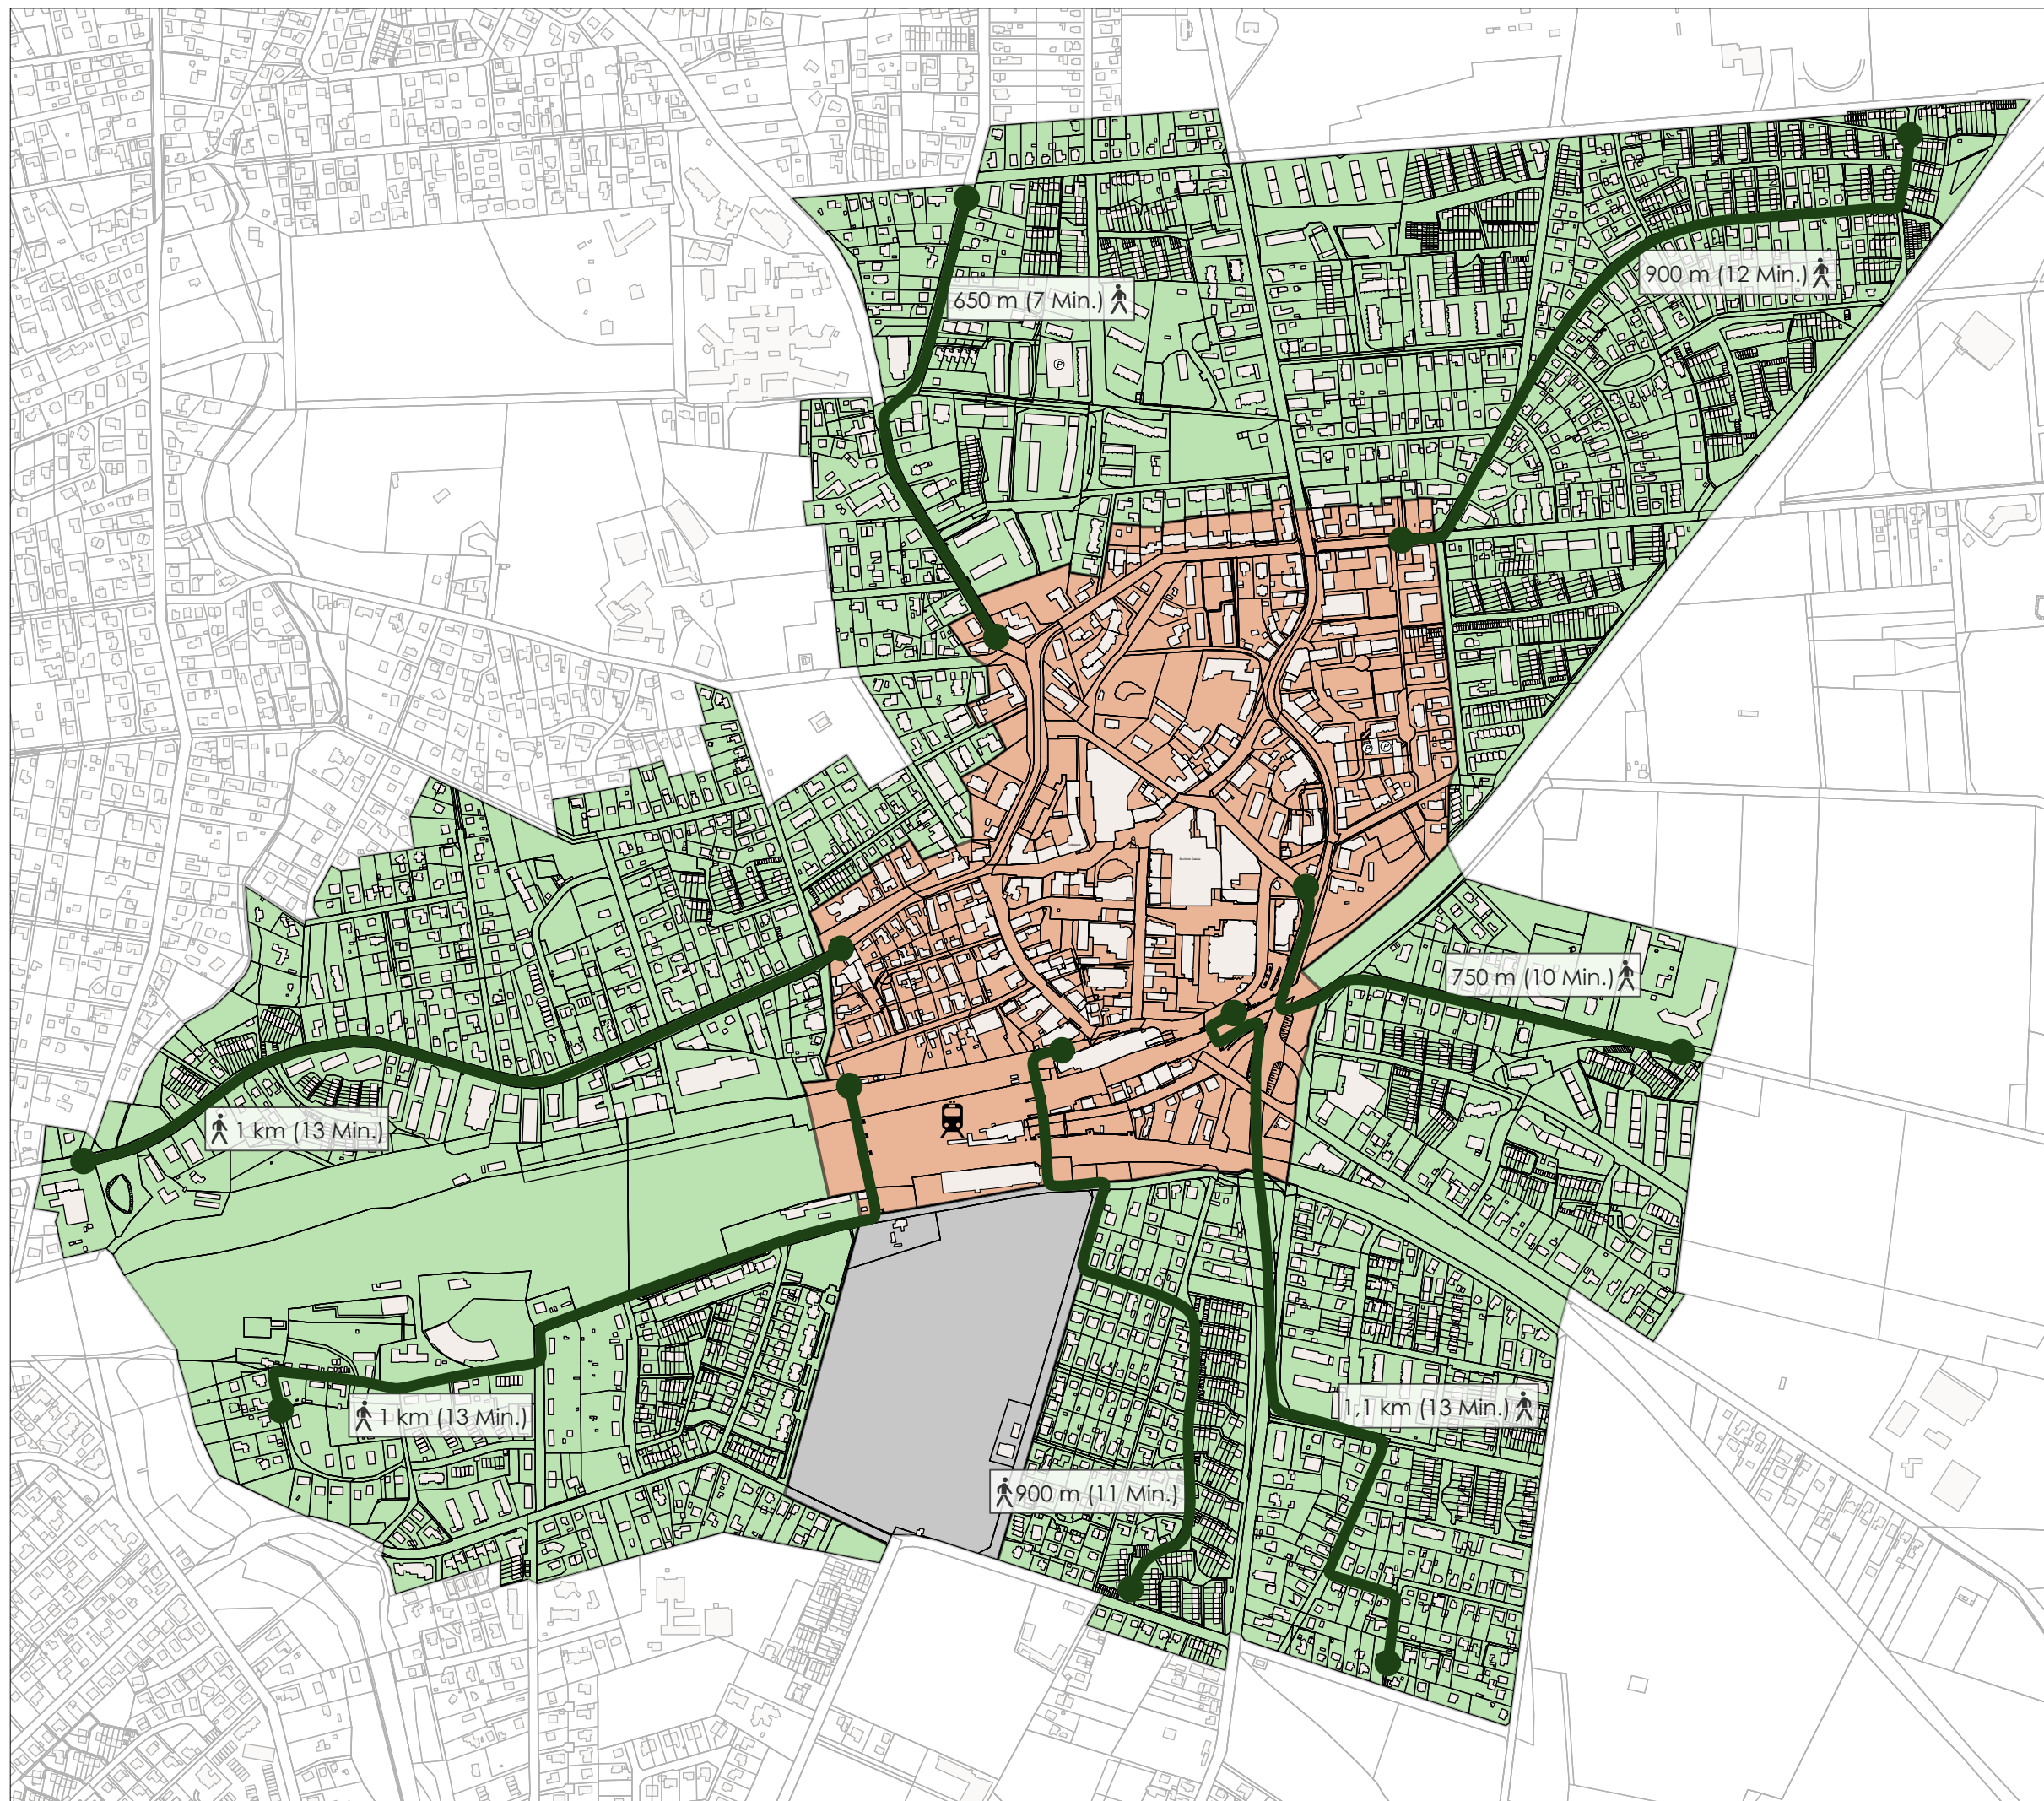 900 m (12 Min.)
650 m (7 Min.)
P
P P
750 m (10 Min.)
1 km (13 Min.)
1,1 km (13 Min.)
1 km (13 Min.)
900 m (11 Min.)